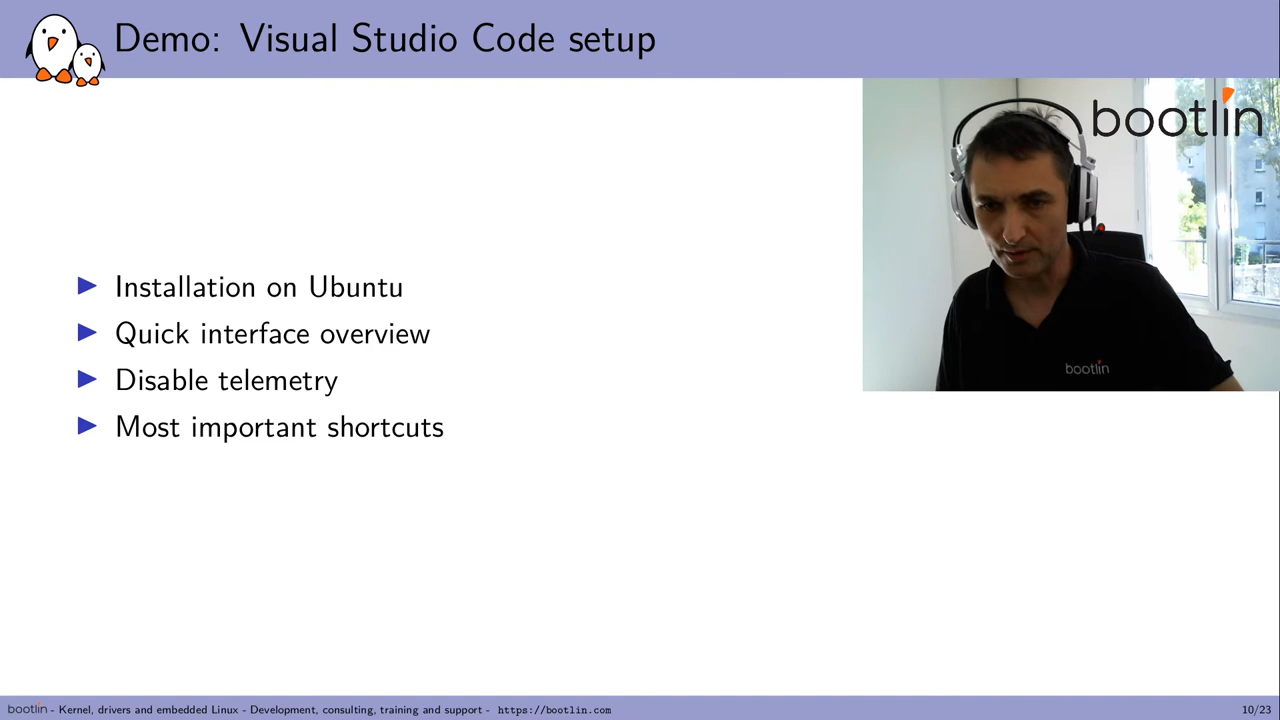 Demo: Visual Studio Code setup
bootlin
▶ Installation on Ubuntu
▶ Quick interface overview
▶ Disable telemetry
▶ Most important shortcuts
bootlin
bootlin - Kernel, drivers and embedded Linux - Development, consulting, training and support - https://bootlin.com
10/23